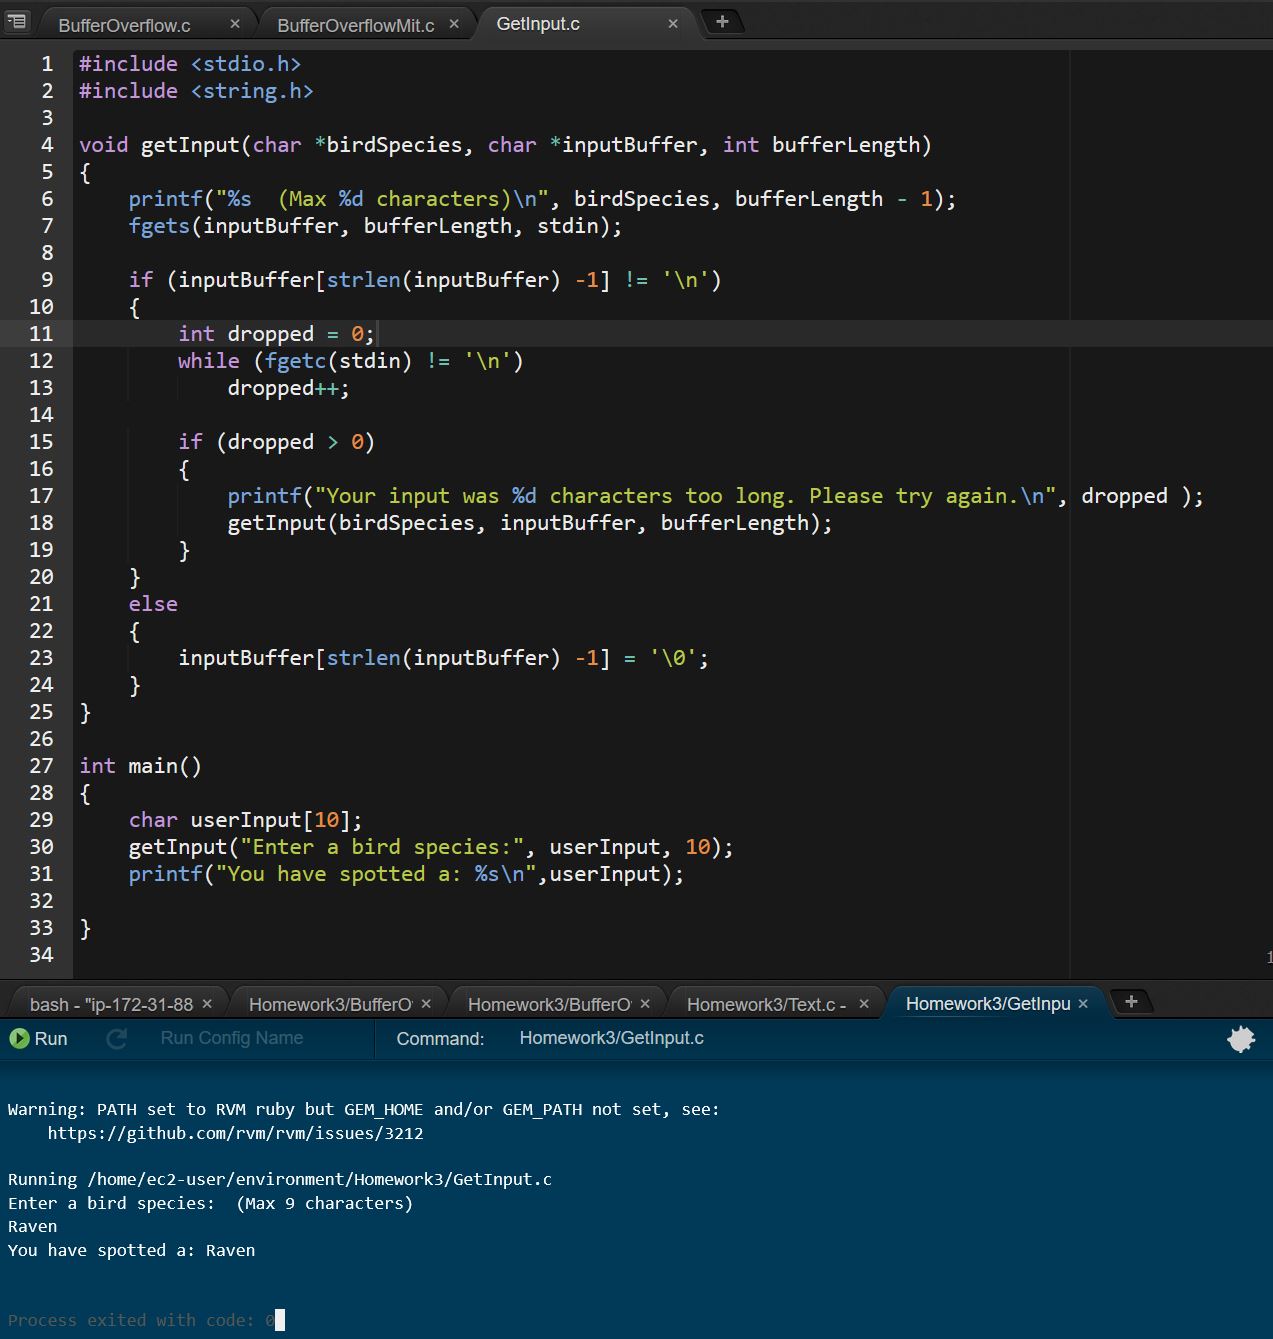 BufferOverflow.c × BufferOverflowMit.c × GetInput.c × +
1 #include <stdio.h>
2 #include <string.h>
3
4 void getInput(char *birdSpecies, char *inputBuffer, int bufferLength)
5 {
6     printf("%s  (Max %d characters)\n", birdSpecies, bufferLength - 1);
7     fgets(inputBuffer, bufferLength, stdin);
8
9     if (inputBuffer[strlen(inputBuffer) -1] != '\n')
10     {
11         int dropped = 0;
12         while (fgetc(stdin) != '\n')
13             dropped++;
14
15         if (dropped > 0)
16         {
17             printf("Your input was %d characters too long. Please try again.\n", dropped );
18             getInput(birdSpecies, inputBuffer, bufferLength);
19         }
20     }
21     else
22     {
23         inputBuffer[strlen(inputBuffer) -1] = '\0';
24     }
25 }
26
27 int main()
28 {
29     char userInput[10];
30     getInput("Enter a bird species:", userInput, 10);
31     printf("You have spotted a: %s\n",userInput);
32
33 }
34
1
bash - "ip-172-31-88 × Homework3/BufferO × Homework3/BufferO × Homework3/Text.c - × Homework3/GetInpu × +
Run Run Config Name Command: Homework3/GetInput.c
Warning: PATH set to RVM ruby but GEM_HOME and/or GEM_PATH not set, see:
    https://github.com/rvm/rvm/issues/3212
Running /home/ec2-user/environment/Homework3/GetInput.c
Enter a bird species:  (Max 9 characters)
Raven
You have spotted a: Raven
Process exited with code: 0